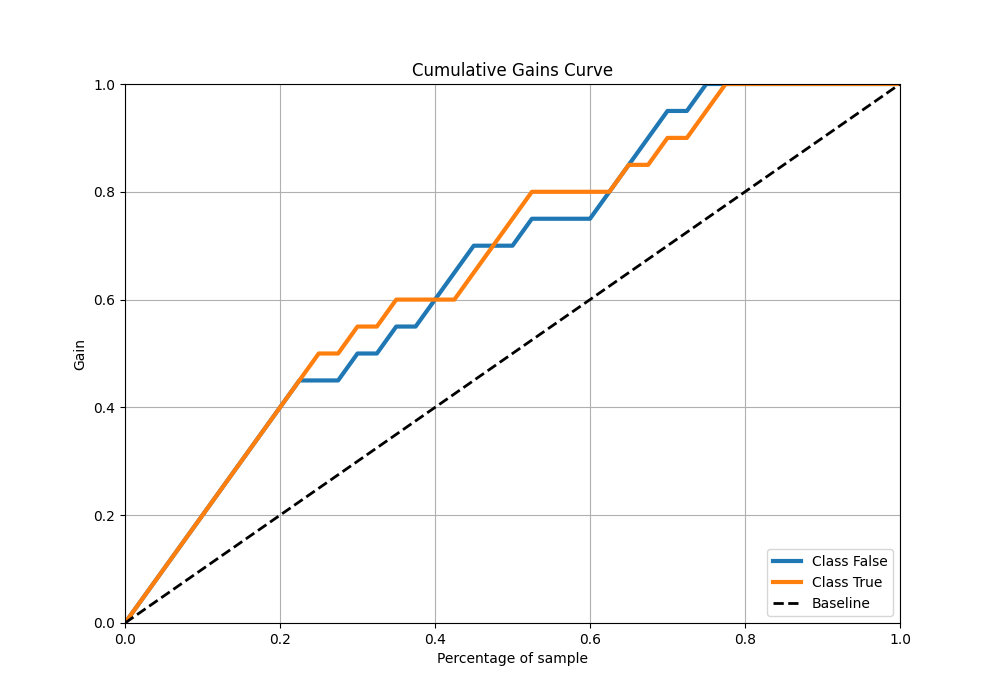 Cumulative Gains Curve
1.0
0.8
0.6
0.4
0.2
0.0
Gain
0.0 0.2 0.4 0.6 0.8 1.0
Percentage of sample
Class False
Class True
Baseline